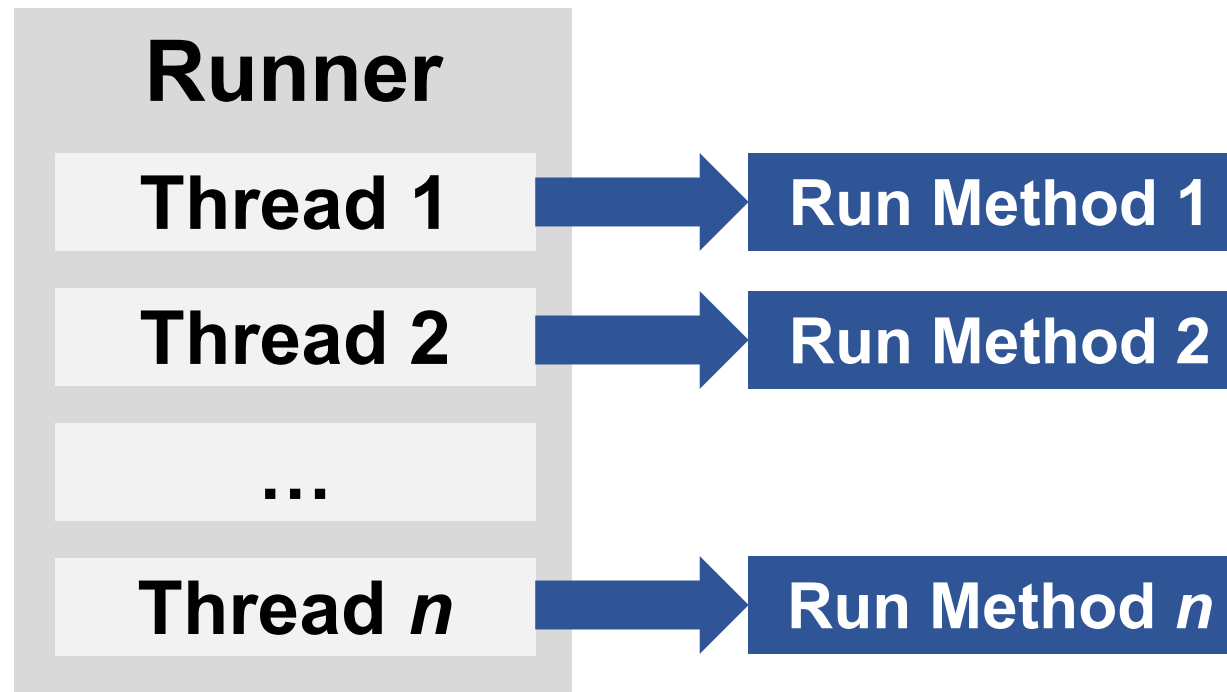 Runner
Thread 1
Run Method 1
Thread 2
Run Method 2
...
Thread n
Run Method n